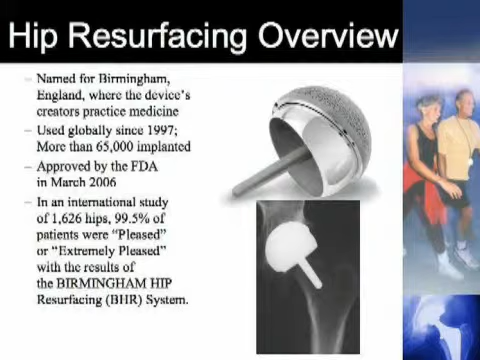 Hip Resurfacing Overview
– Named for Birmingham,
England, where the device's
creators practice medicine
– Used globally since 1997;
More than 65,000 implanted
– Approved by the FDA
in March 2006
– In an international study
of 1,626 hips, 99.5% of
patients were "Pleased"
or "Extremely Pleased"
with the results of
the BIRMINGHAM HIP
Resurfacing (BHR) System.